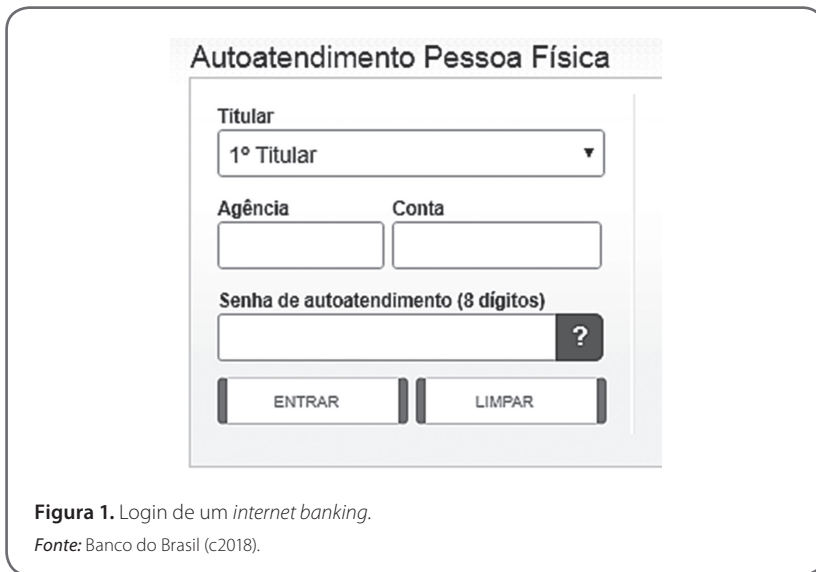 Autoatendimento Pessoa Física
Titular
1º Titular
Agência Conta
Senha de autoatendimento (8 dígitos)
?
ENTRAR LIMPAR
Figura 1. Login de um internet banking.
Fonte: Banco do Brasil (c2018).